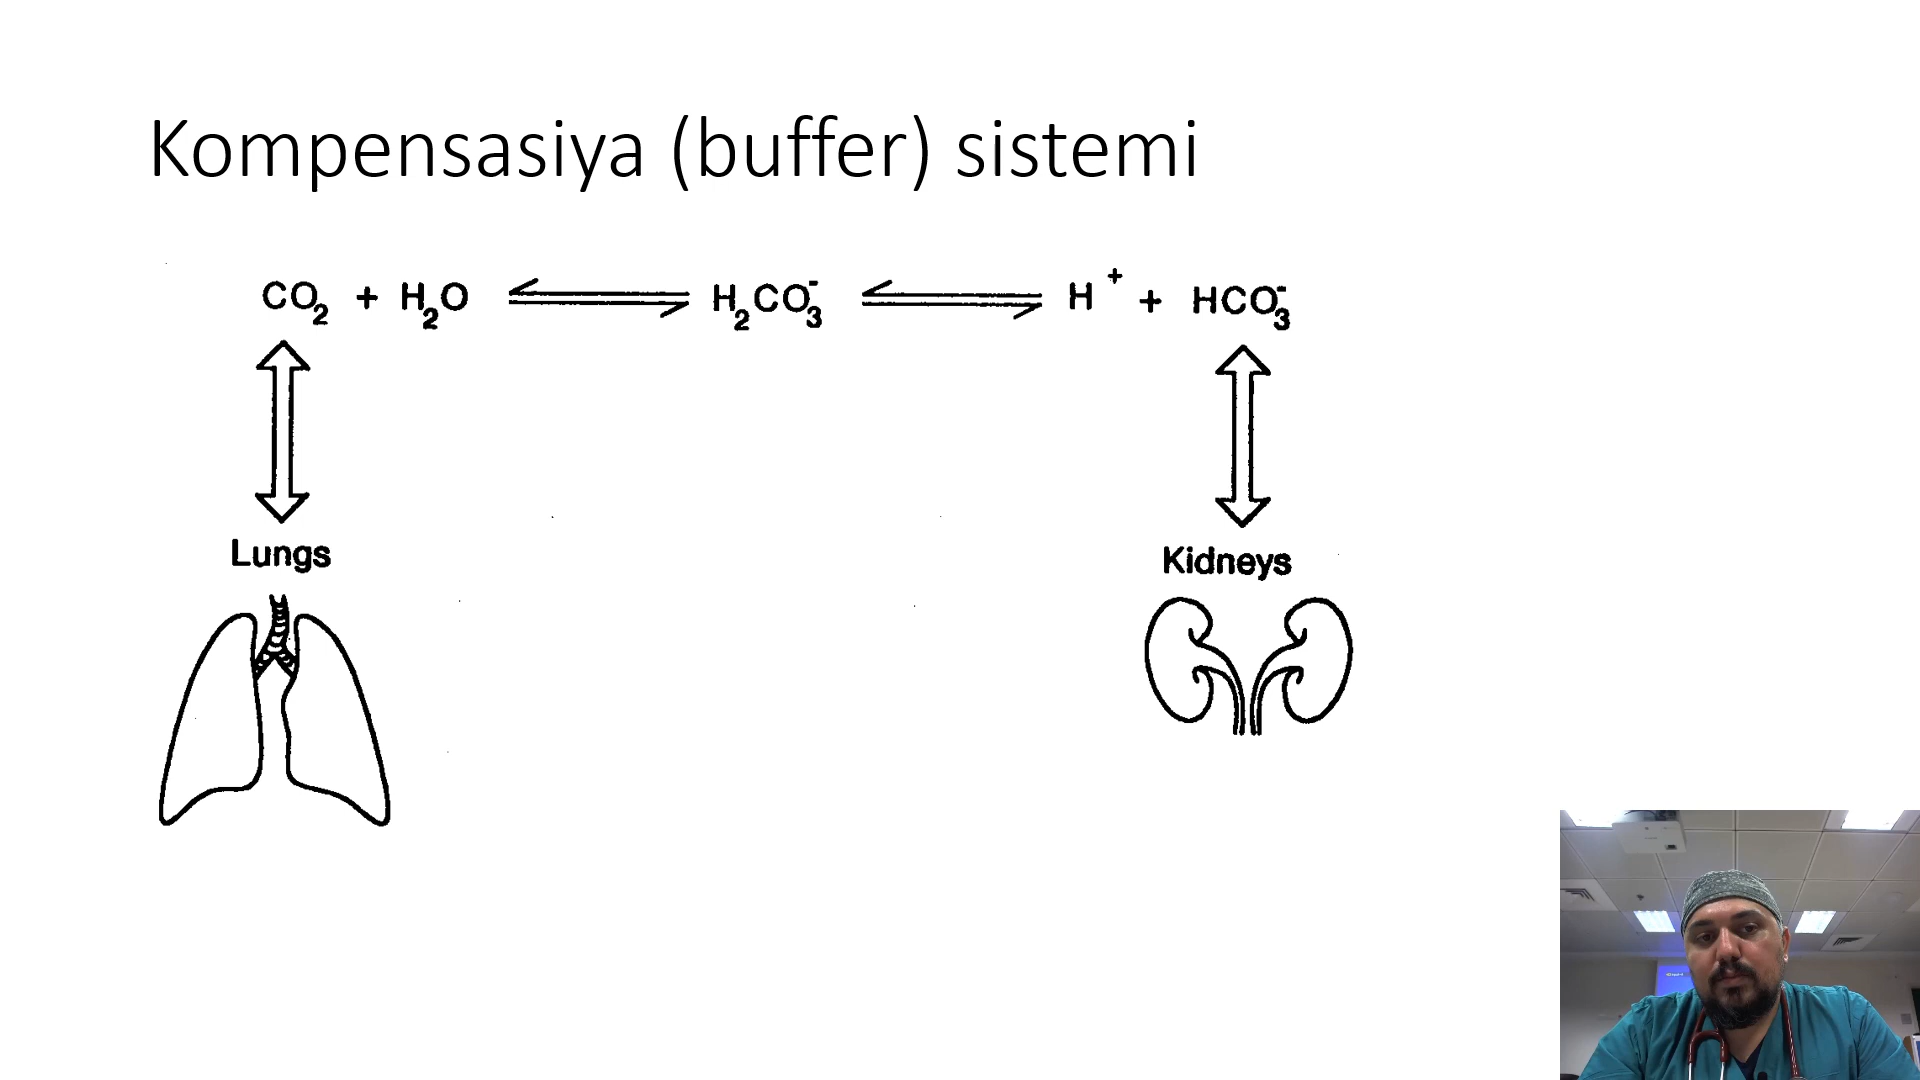 Kompensasiya (buffer) sistemi
CO₂ + H₂O ⇌ H₂CO₃⁻ ⇌ H⁺ + HCO₃⁻
Lungs Kidneys